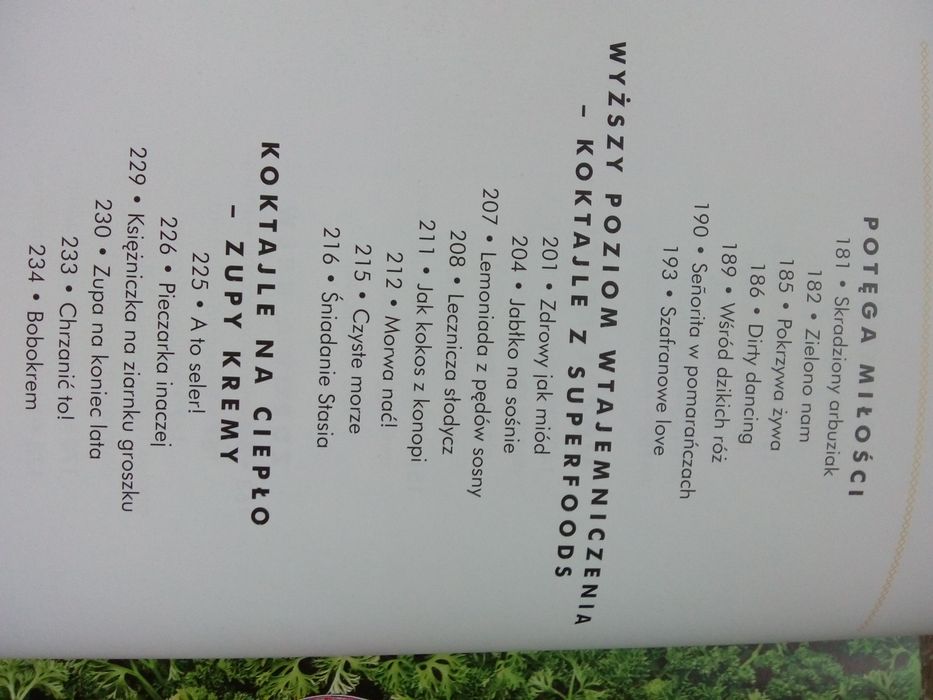 POTĘGA MIŁOŚCI
181 • Skradziony arbuziak
182 • Zielono nam
185 • Pokrzywa żywa
186 • Dirty dancing
189 • Wśród dzikich róż
190 • Señorita w pomarańczach
193 • Szafranowe love
WYŻSZY POZIOM WTAJEMNICZENIA
– KOKTAJLE Z SUPERFOODS
201 • Zdrowy jak miód
204 • Jabłko na sośnie
207 • Lemoniada z pędów sosny
208 • Lecznicza słodycz
211 • Jak kokos z konopi
212 • Morwa nać!
215 • Czyste morze
216 • Śniadanie Stasia
KOKTAJLE NA CIEPŁO
– ZUPY KREMY
225 • A to seler!
226 • Pieczarka inaczej
229 • Księżniczka na ziarnku groszku
230 • Zupa na koniec lata
233 • Chrzanić to!
234 • Bobokrem